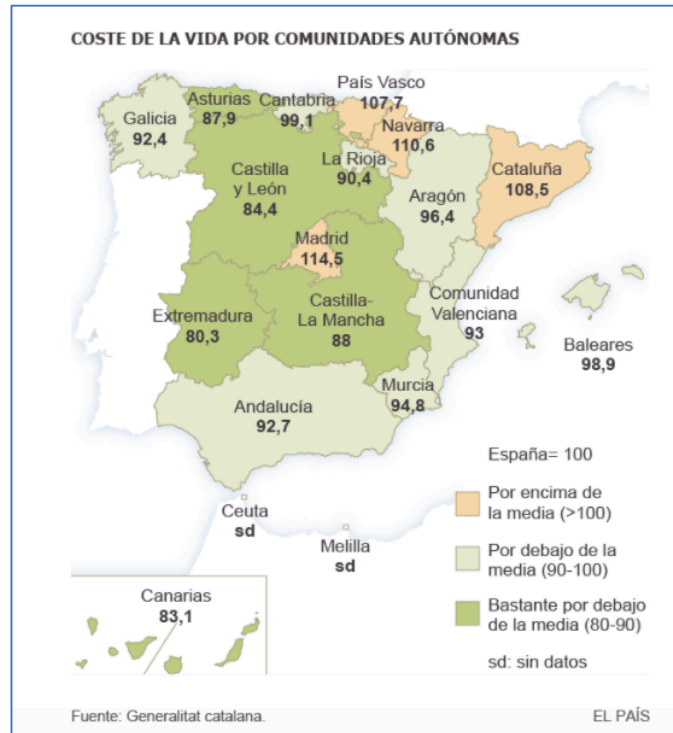 COSTE DE LA VIDA POR COMUNIDADES AUTÓNOMAS
País Vasco
107,7
Asturias
87,9
Cantabria
99,1
Galicia
92,4
Navarra
110,6
La Rioja
90,4
Cataluña
108,5
Castilla
y León
84,4
Aragón
96,4
Madrid
114,5
Comunidad
Valenciana
93
Extremadura
80,3
Castilla-
La Mancha
88
Baleares
98,9
Murcia
94,8
Andalucía
92,7
España= 100
Por encima de
la media (>100)
Ceuta
sd
Melilla
sd
Por debajo de la
media (90-100)
Canarias
83,1
Bastante por debajo
de la media (80-90)
sd: sin datos
Fuente: Generalitat catalana.
EL PAÍS